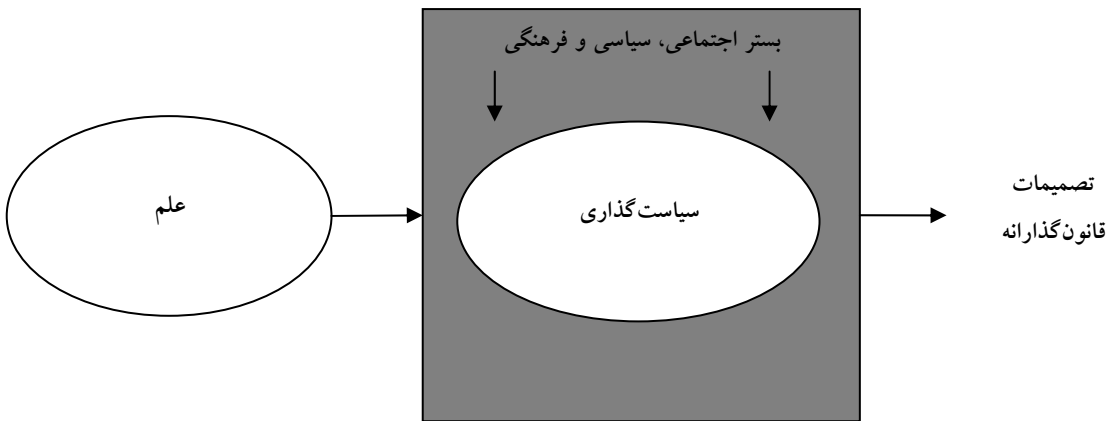 بستر اجتماعی، سیاسی و فرهنگی
علم
سیاست‌گذاری
تصمیمات
قانون‌گذارانه